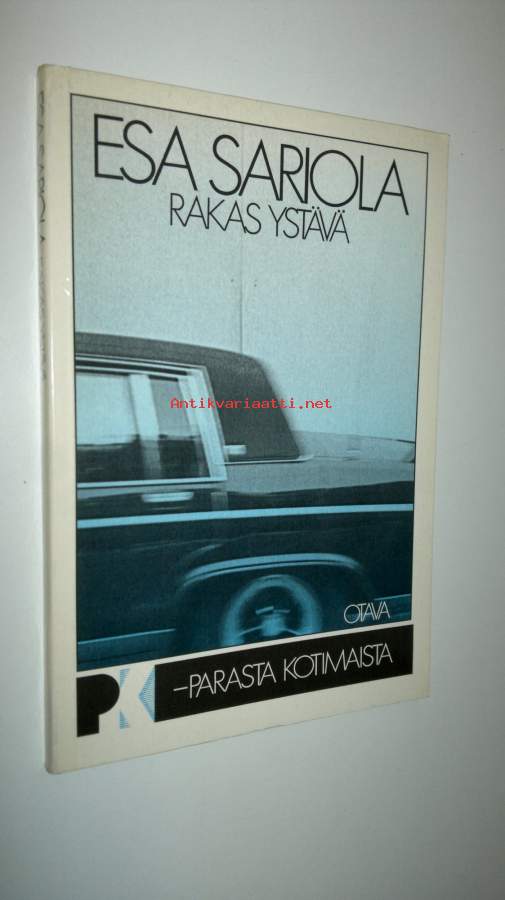 ESA SARIOLA
RAKAS YSTÄVÄ
Antikvariaatti.net
OTAVA
PK
–PARASTA KOTIMAISTA